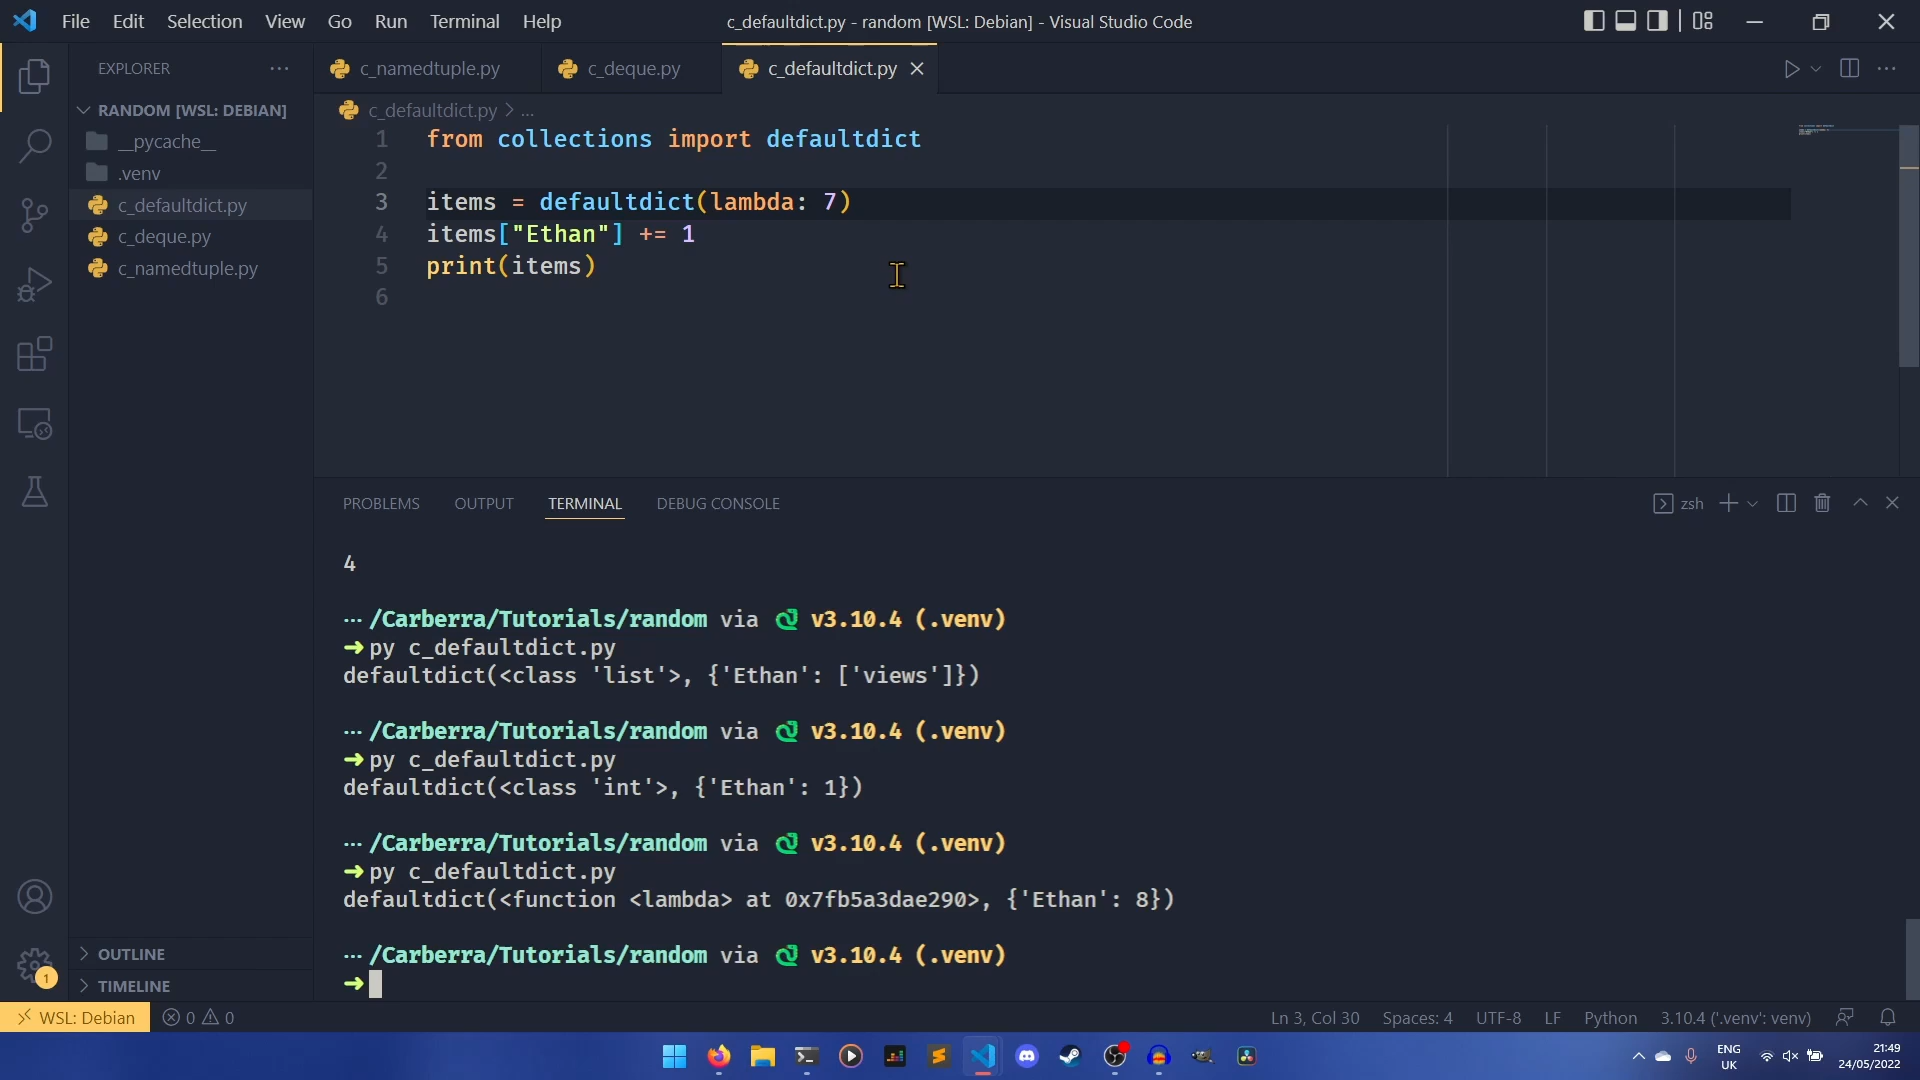 File Edit Selection View Go Run Terminal Help
c_defaultdict.py - random [WSL: Debian] - Visual Studio Code
EXPLORER
RANDOM [WSL: DEBIAN]
__pycache__
.venv
c_defaultdict.py
c_deque.py
c_namedtuple.py
OUTLINE
TIMELINE
c_namedtuple.py c_deque.py c_defaultdict.py
c_defaultdict.py > ...
1 from collections import defaultdict
2
3 items = defaultdict(lambda: 7)
4 items["Ethan"] += 1
5 print(items)
6
PROBLEMS OUTPUT TERMINAL DEBUG CONSOLE
zsh
4
··· /Carberra/Tutorials/random via v3.10.4 (.venv)
➜ py c_defaultdict.py
defaultdict(<class 'list'>, {'Ethan': ['views']})
··· /Carberra/Tutorials/random via v3.10.4 (.venv)
➜ py c_defaultdict.py
defaultdict(<class 'int'>, {'Ethan': 1})
··· /Carberra/Tutorials/random via v3.10.4 (.venv)
➜ py c_defaultdict.py
defaultdict(<function <lambda> at 0x7fb5a3dae290>, {'Ethan': 8})
··· /Carberra/Tutorials/random via v3.10.4 (.venv)
➜
1
WSL: Debian 0 0 Ln 3, Col 30 Spaces: 4 UTF-8 LF Python 3.10.4 ('.venv': venv)
ENG
UK
21:49
24/05/2022